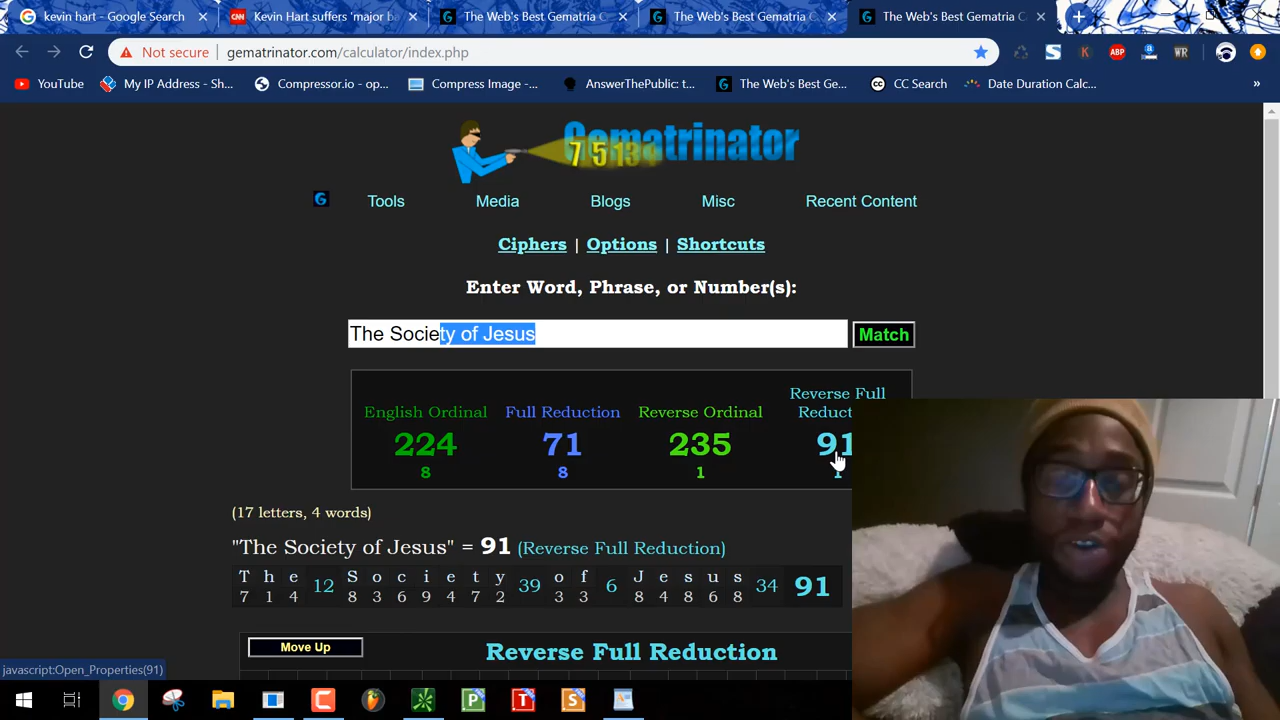 kevin hart - Google Search
Kevin Hart suffers 'major ba
The Web's Best Gematria C
The Web's Best Gematria C
The Web's Best Gematria C
Not secure gematrinator.com/calculator/index.php
YouTube My IP Address - Sh... Compressor.io - op... Compress Image -... AnswerThePublic: t... The Web's Best Ge... CC Search Date Duration Calc...
Gematrinator
Tools Media Blogs Misc Recent Content
Ciphers | Options | Shortcuts
Enter Word, Phrase, or Number(s):
The Society of Jesus Match
English Ordinal Full Reduction Reverse Ordinal Reverse Full Reduct
224 71 235 91
8 8 1 1
(17 letters, 4 words)
"The Society of Jesus" = 91 (Reverse Full Reduction)
T h e 12 S o c i e t y 39 o f 6 J e s u s 34 91
7 1 4 8 3 6 9 4 7 2 3 3 8 4 8 6 8
Move Up Reverse Full Reduction
javascript:Open_Properties(91)